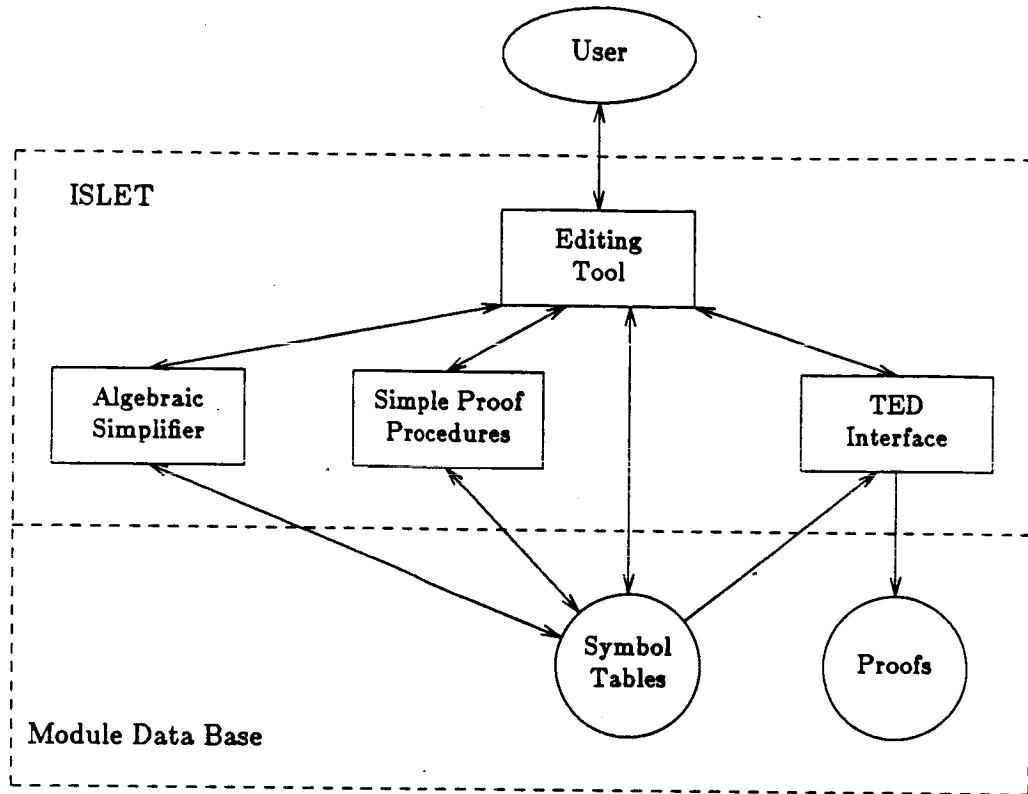 User
ISLET
Editing
Tool
Algebraic
Simplifier
Simple Proof
Procedures
TED
Interface
Symbol
Tables
Proofs
Module Data Base